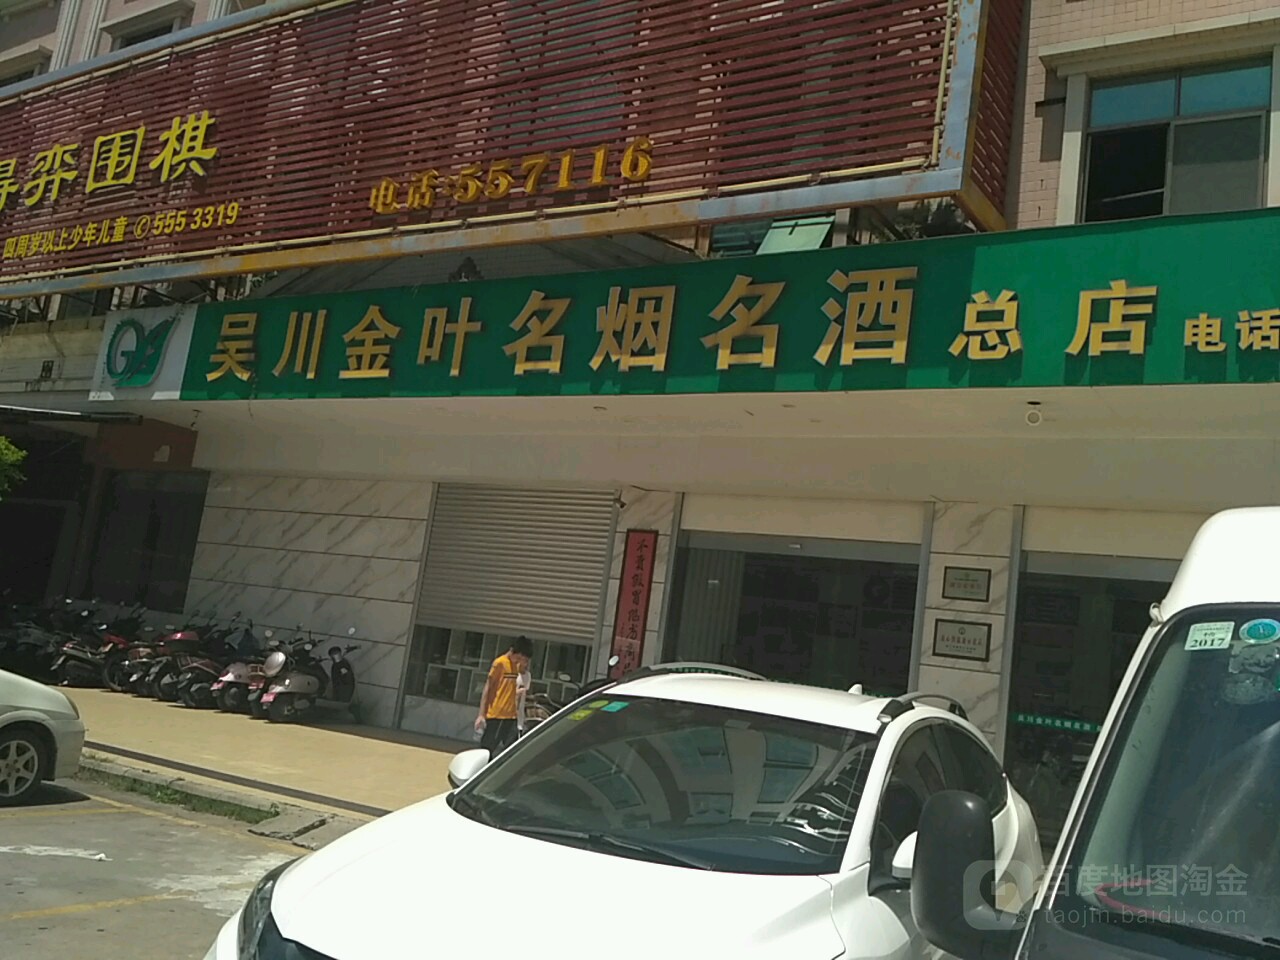 弈围棋
四周岁以上少年儿童 ✆ 555 3319
电话:557116
吴川金叶名烟名酒总店 电话
2017
百度地图淘金
taojin.baidu.com